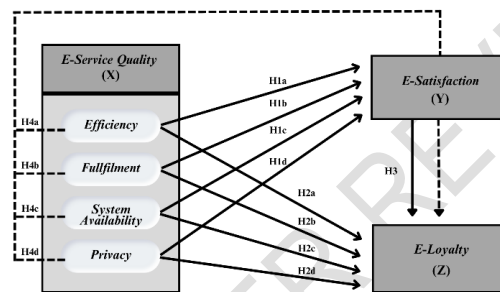 E-Service Quality
(X)
E-Satisfaction
(Y)
H1a
H1b
H1c
H1d
H4a
Efficiency
H4b
Fullfilment
H4c
System
Availability
H4d
Privacy
H2a
H2b
H2c
H2d
H3
E-Loyalty
(Z)